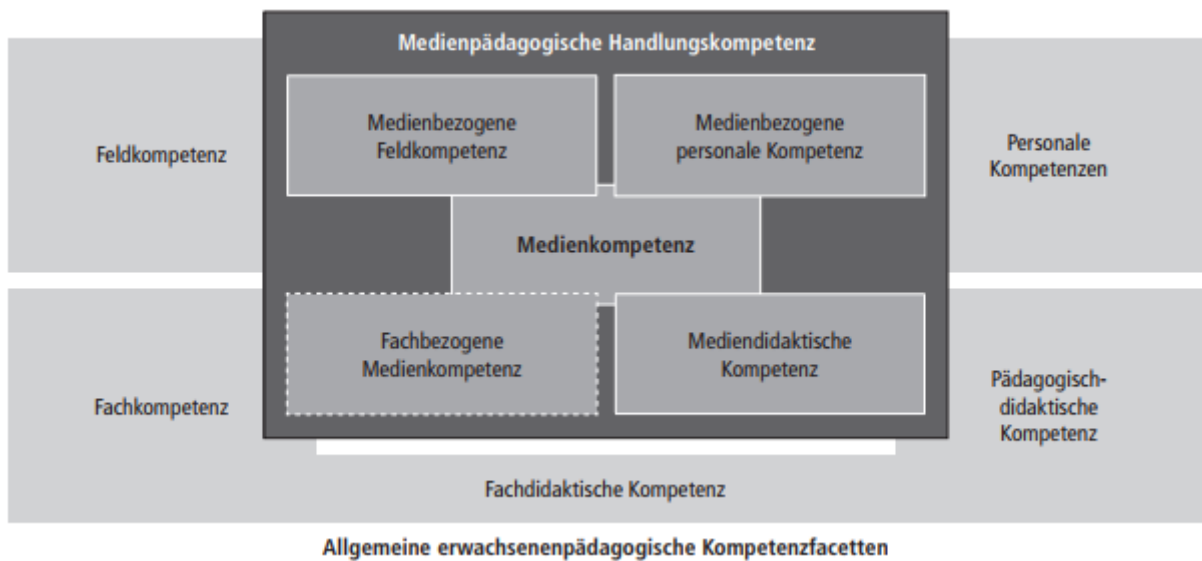 Medienpädagogische Handlungskompetenz
Medienbezogene
Feldkompetenz
Medienbezogene
personale Kompetenz
Feldkompetenz
Personale
Kompetenzen
Medienkompetenz
Fachbezogene
Medienkompetenz
Mediendidaktische
Kompetenz
Fachkompetenz
Pädagogisch-
didaktische
Kompetenz
Fachdidaktische Kompetenz
Allgemeine erwachsenenpädagogische Kompetenzfacetten